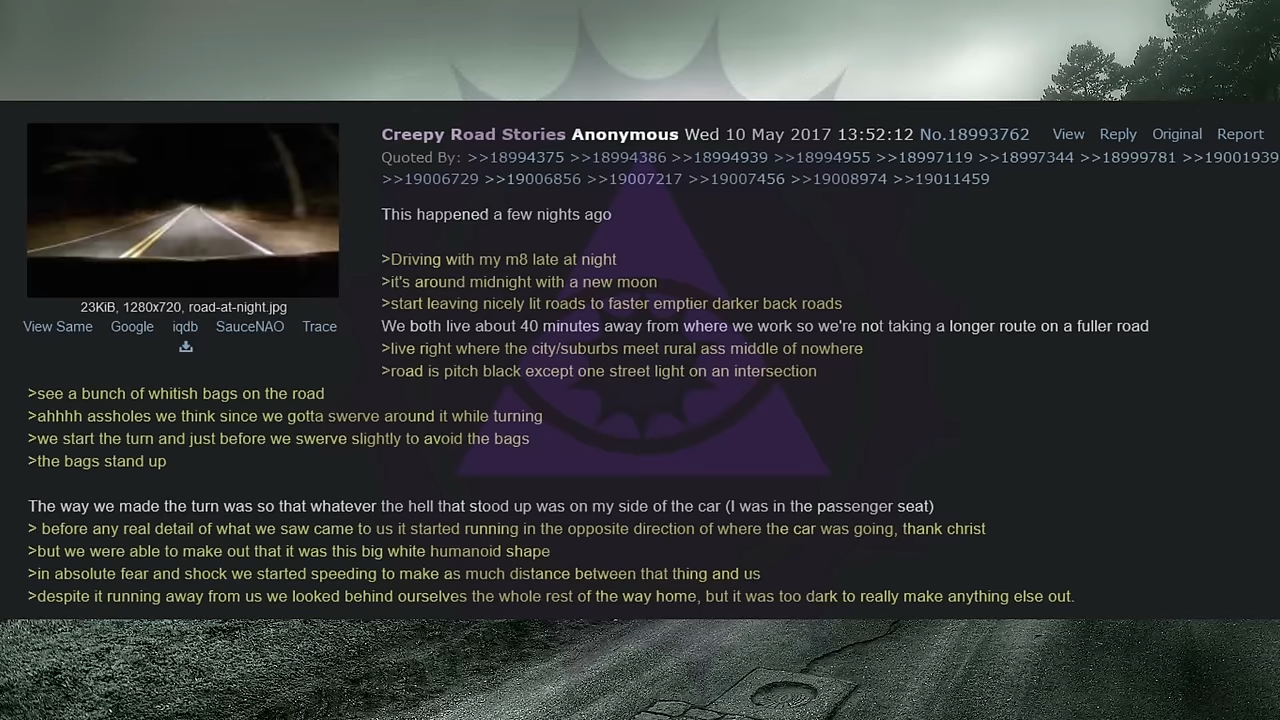 Creepy Road Stories Anonymous Wed 10 May 2017 13:52:12 No.18993762 View Reply Original Report
Quoted By: >>18994375 >>18994386 >>18994939 >>18994955 >>18997119 >>18997344 >>18999781 >>19001939
>>19006729 >>19006856 >>19007217 >>19007456 >>19008974 >>19011459
This happened a few nights ago
>Driving with my m8 late at night
>it's around midnight with a new moon
>start leaving nicely lit roads to faster emptier darker back roads
23KiB, 1280x720, road-at-night.jpg
View Same Google iqdb SauceNAO Trace
We both live about 40 minutes away from where we work so we're not taking a longer route on a fuller road
>live right where the city/suburbs meet rural ass middle of nowhere
>road is pitch black except one street light on an intersection
>see a bunch of whitish bags on the road
>ahhhh assholes we think since we gotta swerve around it while turning
>we start the turn and just before we swerve slightly to avoid the bags
>the bags stand up
The way we made the turn was so that whatever the hell that stood up was on my side of the car (I was in the passenger seat)
> before any real detail of what we saw came to us it started running in the opposite direction of where the car was going, thank christ
>but we were able to make out that it was this big white humanoid shape
>in absolute fear and shock we started speeding to make as much distance between that thing and us
>despite it running away from us we looked behind ourselves the whole rest of the way home, but it was too dark to really make anything else out.